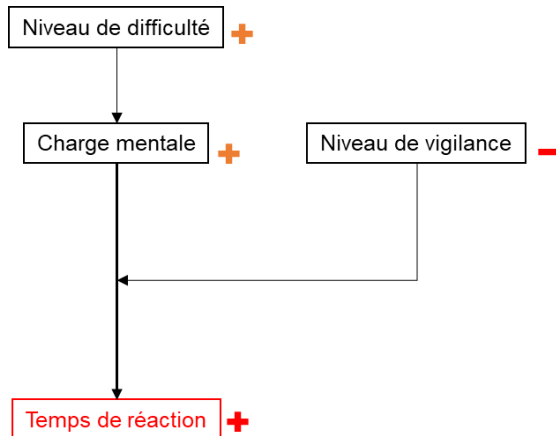 Niveau de difficulté +
Charge mentale +
Niveau de vigilance -
Temps de réaction +